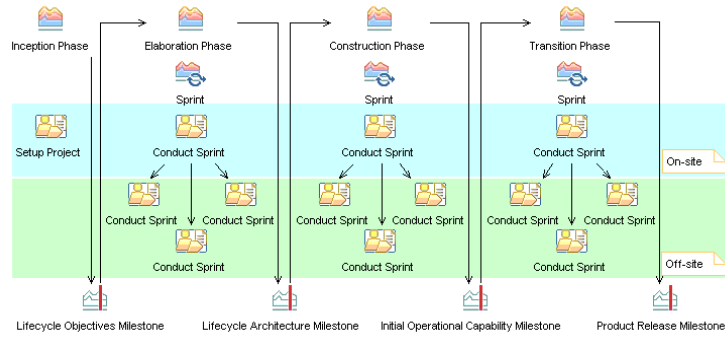 Inception Phase
Elaboration Phase
Construction Phase
Transition Phase
Sprint
Sprint
Sprint
Setup Project
Conduct Sprint
Conduct Sprint
Conduct Sprint
On-site
Conduct Sprint
Conduct Sprint
Conduct Sprint
Conduct Sprint
Conduct Sprint
Conduct Sprint
Conduct Sprint
Conduct Sprint
Conduct Sprint
Off-site
Lifecycle Objectives Milestone
Lifecycle Architecture Milestone
Initial Operational Capability Milestone
Product Release Milestone